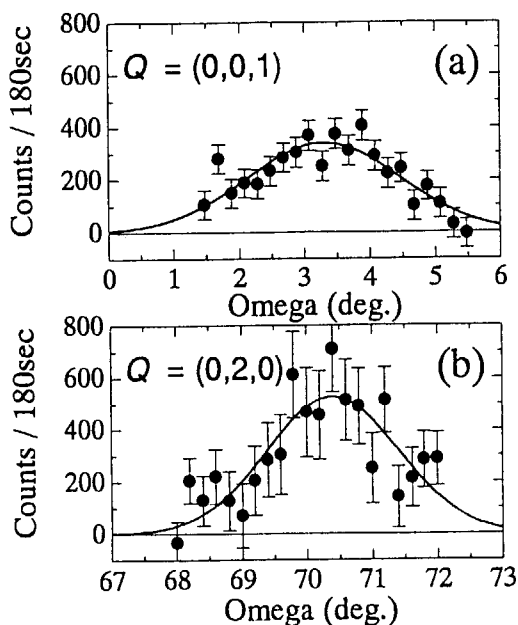 800
600
400
200
0
Counts / 180sec
Q = (0,0,1)
(a)
0 1 2 3 4 5 6
Omega (deg.)
800
600
400
200
0
Counts / 180sec
Q = (0,2,0)
(b)
67 68 69 70 71 72 73
Omega (deg.)